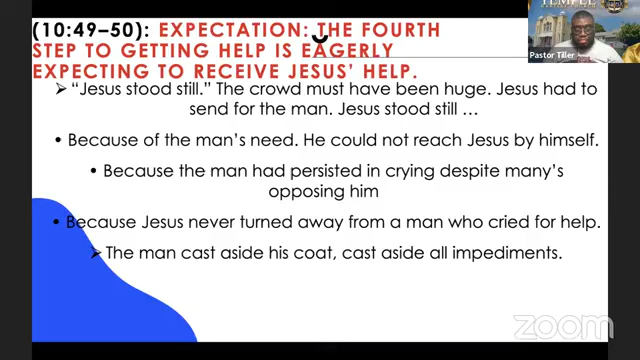 (10:49–50): EXPECTATION: THE FOURTH
STEP TO GETTING HELP IS EAGERLY
EXPECTING TO RECEIVE JESUS' HELP.
➢ “Jesus stood still.” The crowd must have been huge. Jesus had to
send for the man. Jesus stood still …
• Because of the man’s need. He could not reach Jesus by himself.
• Because the man had persisted in crying despite many’s
opposing him
• Because Jesus never turned away from a man who cried for help.
➢ The man cast aside his coat, cast aside all impediments.
TEMPLE
Pastor Tiller
zoom